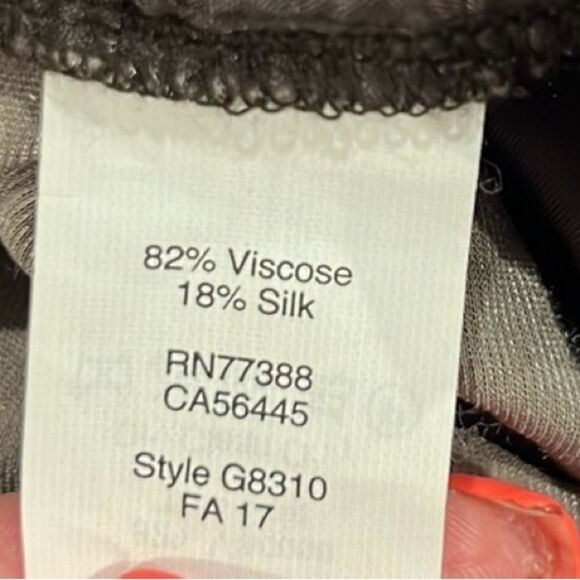 82% Viscose
18% Silk
RN77388
CA56445
Style G8310
FA 17